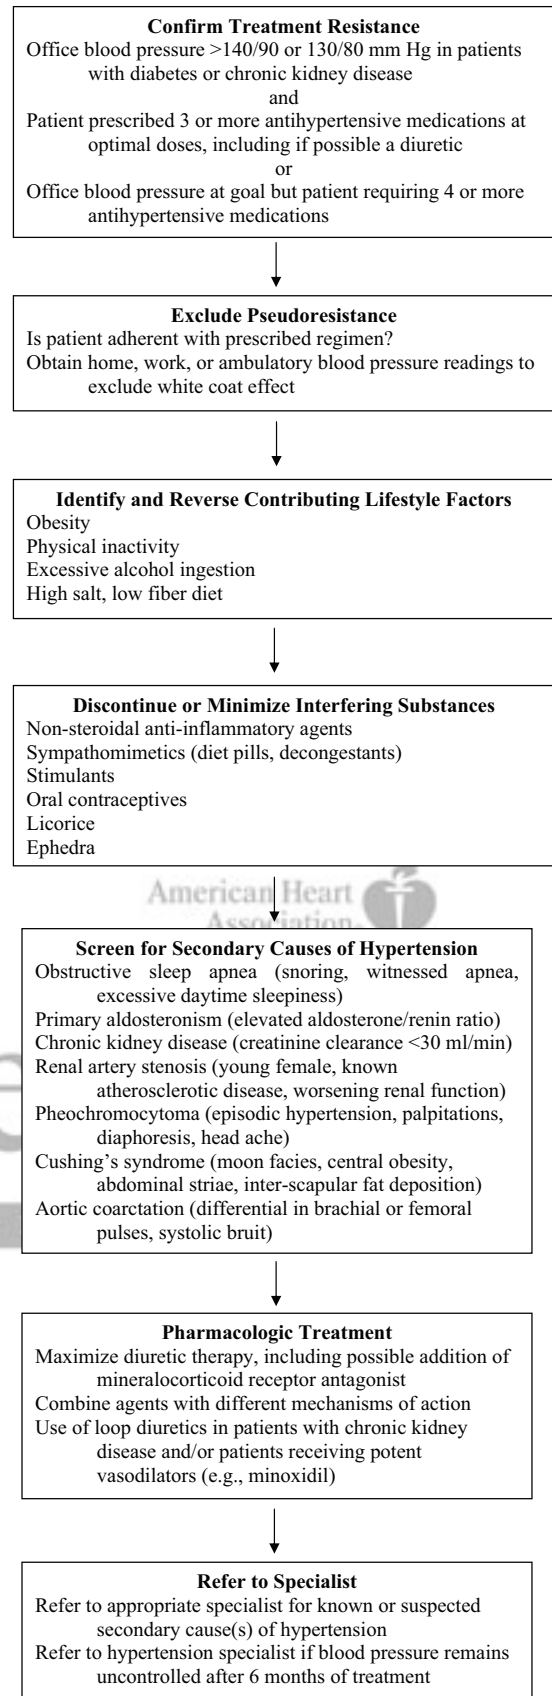 Confirm Treatment Resistance
Office blood pressure >140/90 or 130/80 mm Hg in patients
with diabetes or chronic kidney disease
and
Patient prescribed 3 or more antihypertensive medications at
optimal doses, including if possible a diuretic
or
Office blood pressure at goal but patient requiring 4 or more
antihypertensive medications
Exclude Pseudoresistance
Is patient adherent with prescribed regimen?
Obtain home, work, or ambulatory blood pressure readings to
exclude white coat effect
Identify and Reverse Contributing Lifestyle Factors
Obesity
Physical inactivity
Excessive alcohol ingestion
High salt, low fiber diet
Discontinue or Minimize Interfering Substances
Non-steroidal anti-inflammatory agents
Sympathomimetics (diet pills, decongestants)
Stimulants
Oral contraceptives
Licorice
Ephedra
American Heart
Association
Screen for Secondary Causes of Hypertension
Obstructive sleep apnea (snoring, witnessed apnea,
excessive daytime sleepiness)
Primary aldosteronism (elevated aldosterone/renin ratio)
Chronic kidney disease (creatinine clearance <30 ml/min)
Renal artery stenosis (young female, known
atherosclerotic disease, worsening renal function)
Pheochromocytoma (episodic hypertension, palpitations,
diaphoresis, head ache)
Cushing's syndrome (moon facies, central obesity,
abdominal striae, inter-scapular fat deposition)
Aortic coarctation (differential in brachial or femoral
pulses, systolic bruit)
Pharmacologic Treatment
Maximize diuretic therapy, including possible addition of
mineralocorticoid receptor antagonist
Combine agents with different mechanisms of action
Use of loop diuretics in patients with chronic kidney
disease and/or patients receiving potent
vasodilators (e.g., minoxidil)
Refer to Specialist
Refer to appropriate specialist for known or suspected
secondary cause(s) of hypertension
Refer to hypertension specialist if blood pressure remains
uncontrolled after 6 months of treatment